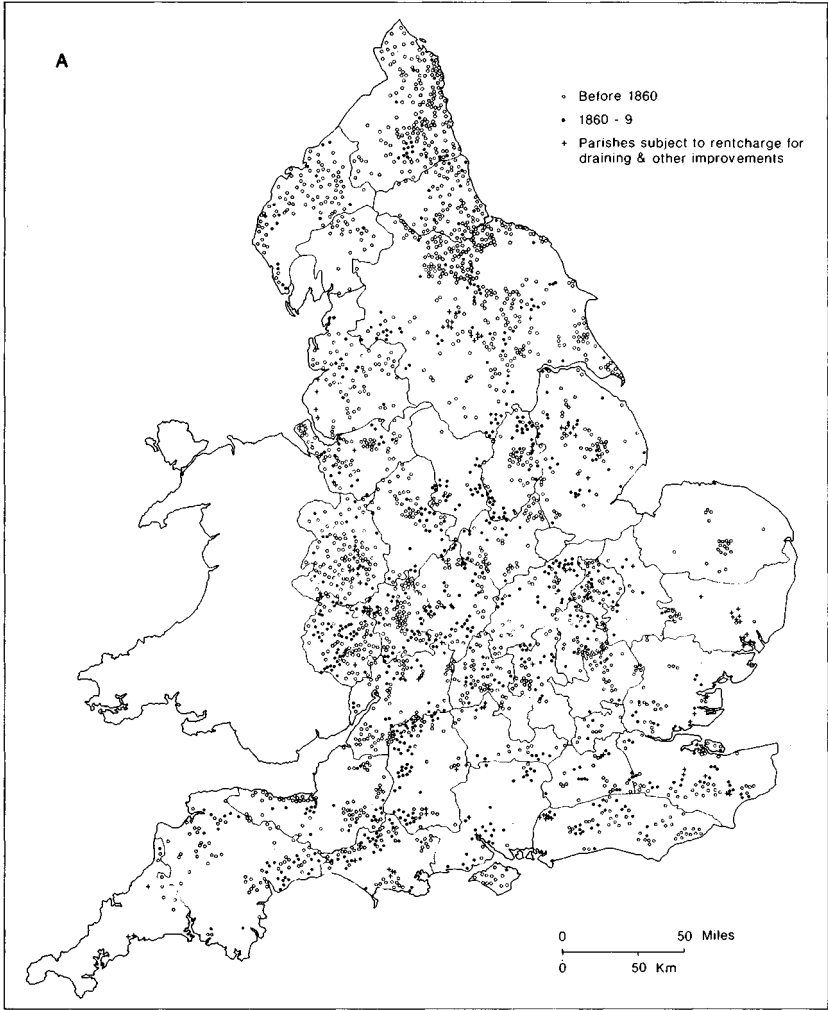 A
Before 1860
1860 - 9
+ Parishes subject to rentcharge for
draining & other improvements
0 50 Miles
0 50 Km